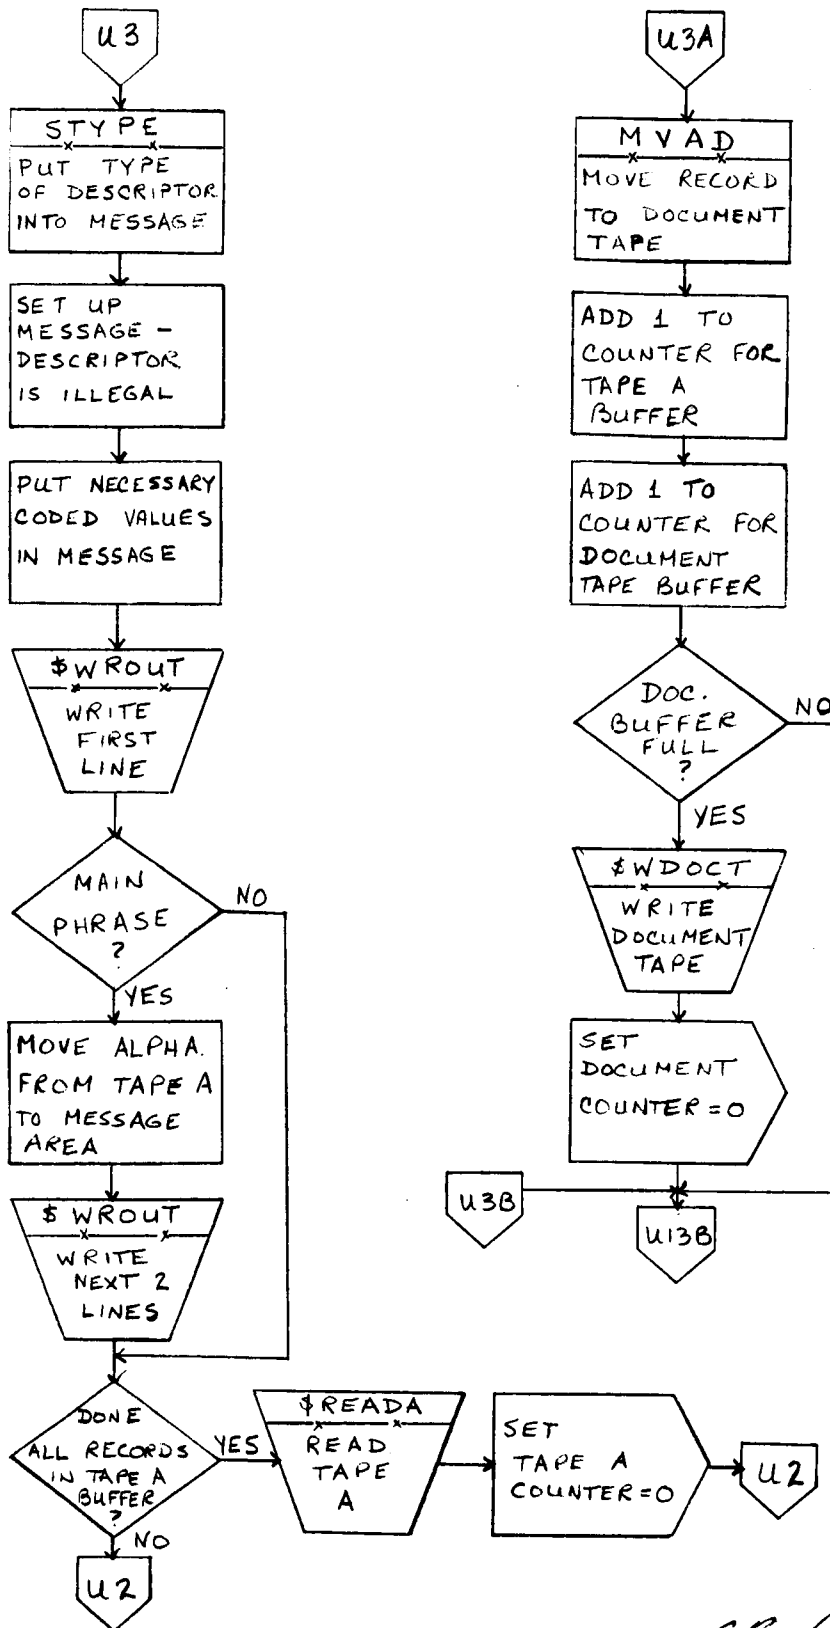 U3
STYPE
PUT TYPE
OF DESCRIPTOR
INTO MESSAGE
SET UP
MESSAGE -
DESCRIPTOR
IS ILLEGAL
PUT NECESSARY
CODED VALUES
IN MESSAGE
$WROUT
WRITE
FIRST
LINE
MAIN
PHRASE
?
NO
YES
MOVE ALPHA.
FROM TAPE A
TO MESSAGE
AREA
$WROUT
WRITE
NEXT 2
LINES
DONE
ALL RECORDS
IN TAPE A
BUFFER
?
YES
NO
U2
$READA
READ
TAPE
A
SET
TAPE A
COUNTER=0
U2
U3A
MVAD
MOVE RECORD
TO DOCUMENT
TAPE
ADD 1 TO
COUNTER FOR
TAPE A
BUFFER
ADD 1 TO
COUNTER FOR
DOCUMENT
TAPE BUFFER
DOC.
BUFFER
FULL
?
NO
YES
$WDOCT
WRITE
DOCUMENT
TAPE
SET
DOCUMENT
COUNTER=0
U3B
U13B